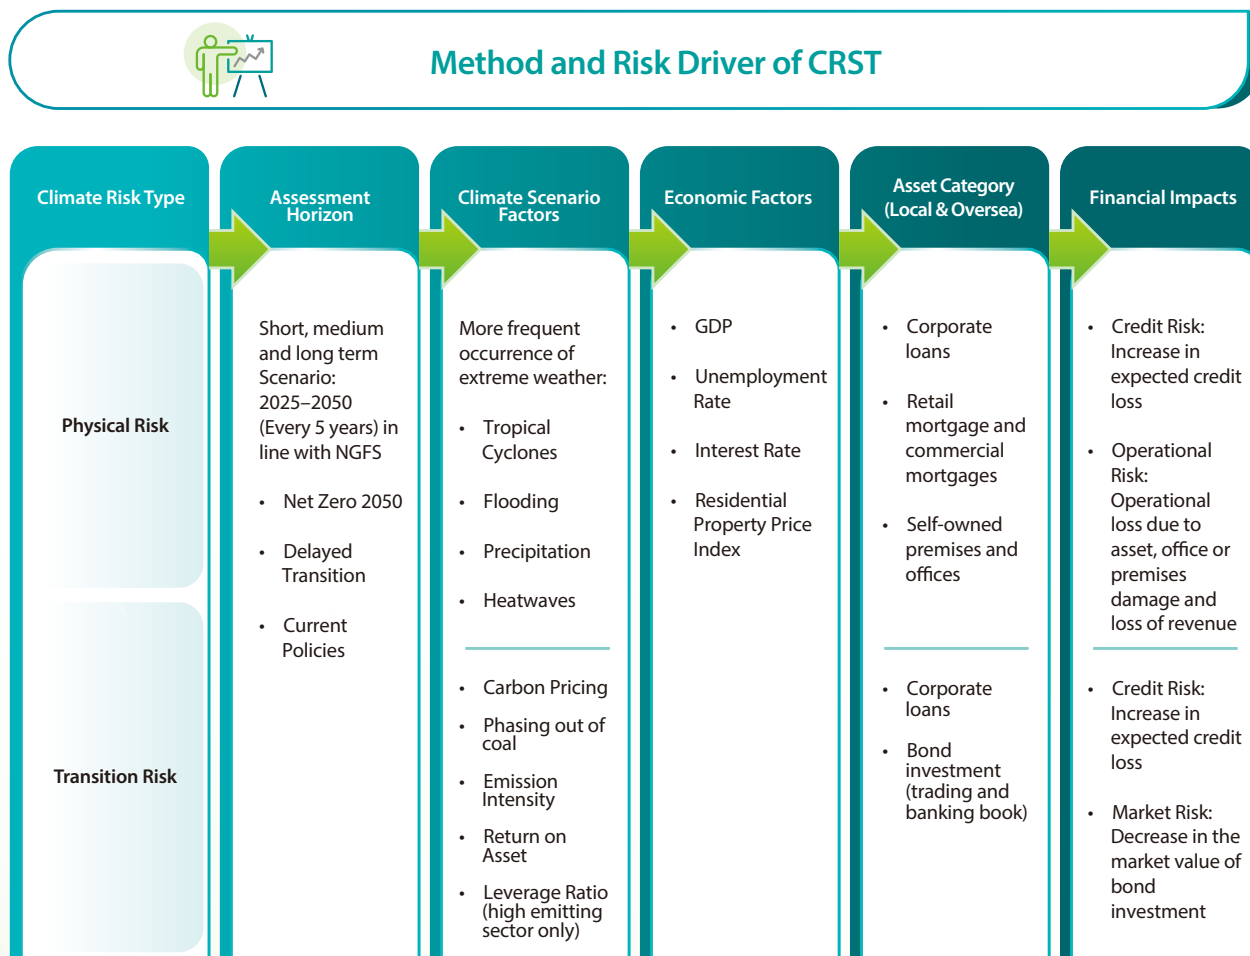 Method and Risk Driver of CRST
Climate Risk Type
Physical Risk
Transition Risk
Assessment
Horizon
Short, medium
and long term
Scenario:
2025–2050
(Every 5 years) in
line with NGFS
• Net Zero 2050
• Delayed
Transition
• Current
Policies
Climate Scenario
Factors
More frequent
occurrence of
extreme weather:
• Tropical
Cyclones
• Flooding
• Precipitation
• Heatwaves
• Carbon Pricing
• Phasing out of
coal
• Emission
Intensity
• Return on
Asset
• Leverage Ratio
(high emitting
sector only)
Economic Factors
• GDP
• Unemployment
Rate
• Interest Rate
• Residential
Property Price
Index
Asset Category
(Local & Oversea)
• Corporate
loans
• Retail
mortgage and
commercial
mortgages
• Self-owned
premises and
offices
• Corporate
loans
• Bond
investment
(trading and
banking book)
Financial Impacts
• Credit Risk:
Increase in
expected credit
loss
• Operational
Risk:
Operational
loss due to
asset, office or
premises
damage and
loss of revenue
• Credit Risk:
Increase in
expected credit
loss
• Market Risk:
Decrease in the
market value of
bond
investment